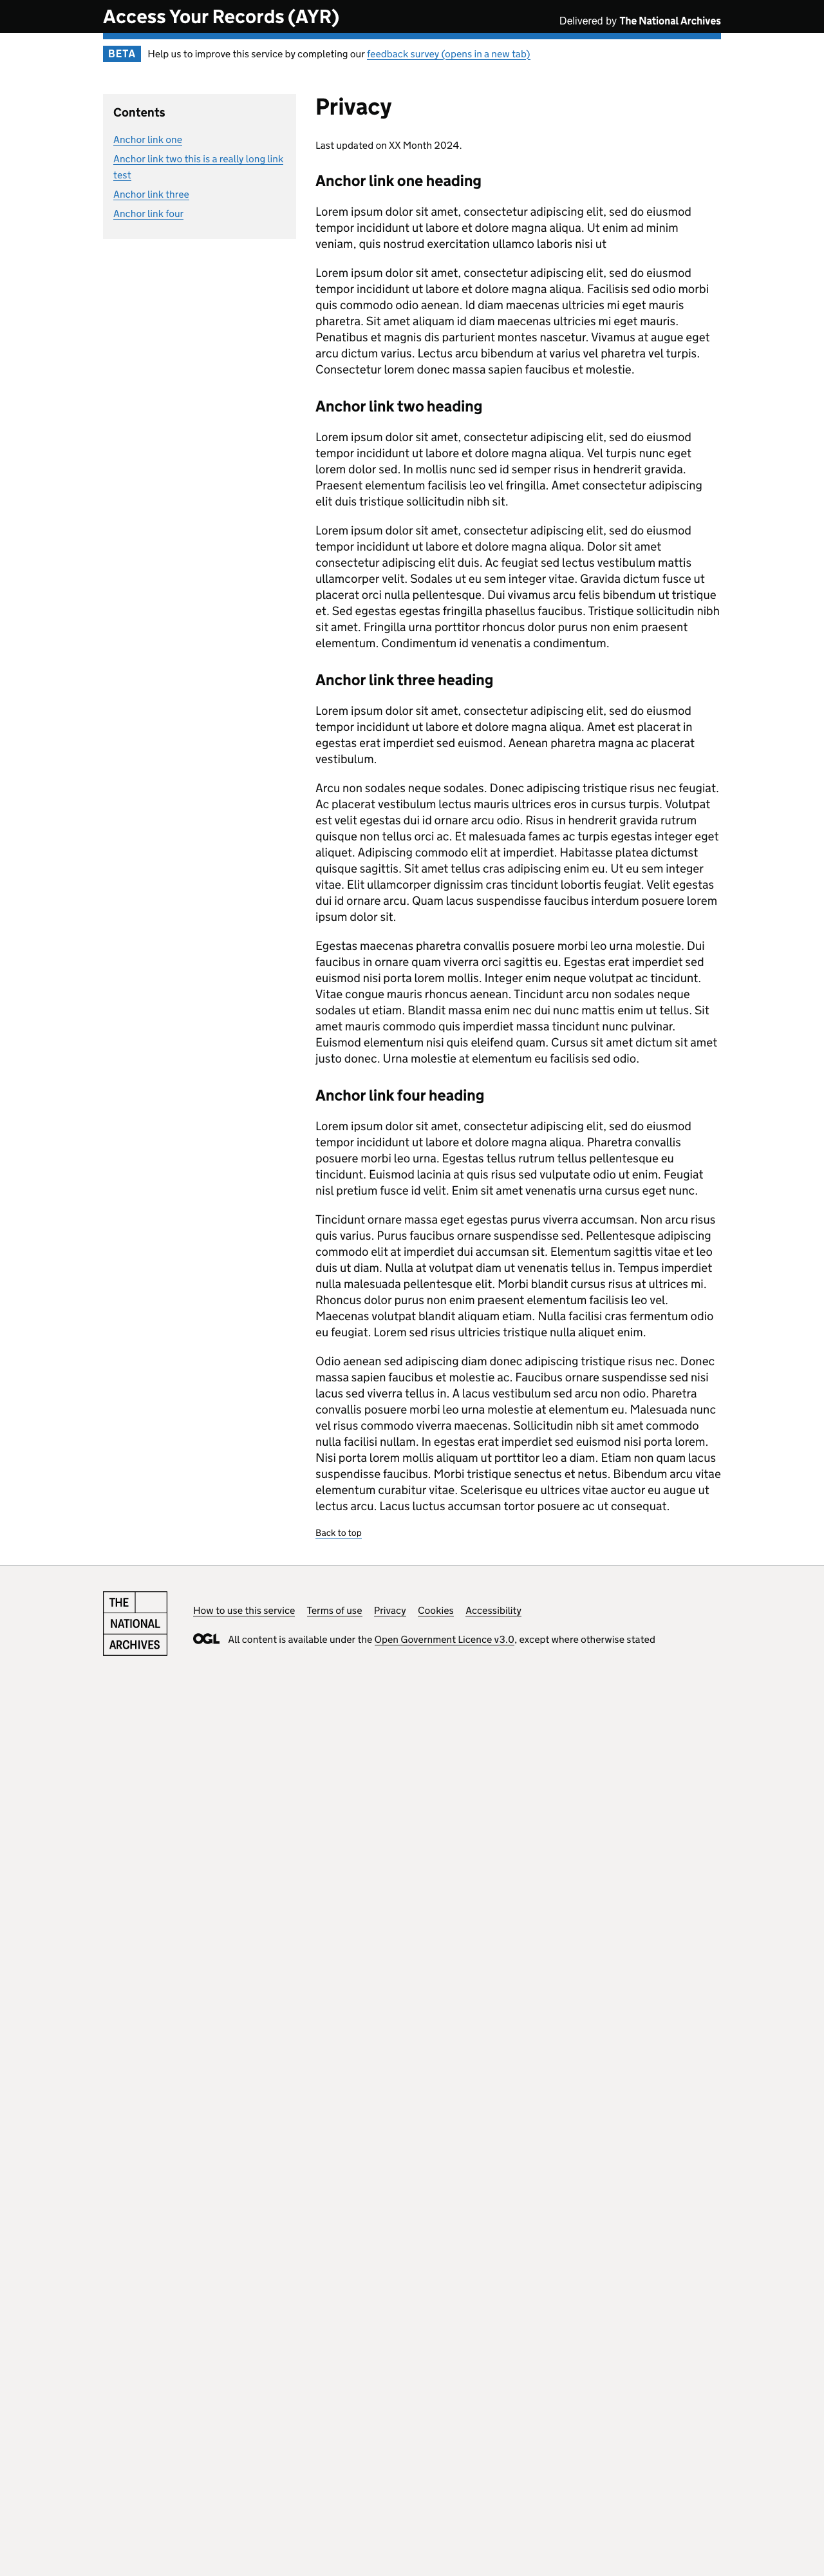 Access Your Records (AYR)
Delivered by The National Archives
BETA Help us to improve this service by completing our feedback survey (opens in a new tab)
Contents
Anchor link one
Anchor link two this is a really long link
test
Anchor link three
Anchor link four
Privacy
Last updated on XX Month 2024.
Anchor link one heading
Lorem ipsum dolor sit amet, consectetur adipiscing elit, sed do eiusmod
tempor incididunt ut labore et dolore magna aliqua. Ut enim ad minim
veniam, quis nostrud exercitation ullamco laboris nisi ut
Lorem ipsum dolor sit amet, consectetur adipiscing elit, sed do eiusmod
tempor incididunt ut labore et dolore magna aliqua. Facilisis sed odio morbi
quis commodo odio aenean. Id diam maecenas ultricies mi eget mauris
pharetra. Sit amet aliquam id diam maecenas ultricies mi eget mauris.
Penatibus et magnis dis parturient montes nascetur. Vivamus at augue eget
arcu dictum varius. Lectus arcu bibendum at varius vel pharetra vel turpis.
Consectetur lorem donec massa sapien faucibus et molestie.
Anchor link two heading
Lorem ipsum dolor sit amet, consectetur adipiscing elit, sed do eiusmod
tempor incididunt ut labore et dolore magna aliqua. Vel turpis nunc eget
lorem dolor sed. In mollis nunc sed id semper risus in hendrerit gravida.
Praesent elementum facilisis leo vel fringilla. Amet consectetur adipiscing
elit duis tristique sollicitudin nibh sit.
Lorem ipsum dolor sit amet, consectetur adipiscing elit, sed do eiusmod
tempor incididunt ut labore et dolore magna aliqua. Dolor sit amet
consectetur adipiscing elit duis. Ac feugiat sed lectus vestibulum mattis
ullamcorper velit. Sodales ut eu sem integer vitae. Gravida dictum fusce ut
placerat orci nulla pellentesque. Dui vivamus arcu felis bibendum ut tristique
et. Sed egestas egestas fringilla phasellus faucibus. Tristique sollicitudin nibh
sit amet. Fringilla urna porttitor rhoncus dolor purus non enim praesent
elementum. Condimentum id venenatis a condimentum.
Anchor link three heading
Lorem ipsum dolor sit amet, consectetur adipiscing elit, sed do eiusmod
tempor incididunt ut labore et dolore magna aliqua. Amet est placerat in
egestas erat imperdiet sed euismod. Aenean pharetra magna ac placerat
vestibulum.
Arcu non sodales neque sodales. Donec adipiscing tristique risus nec feugiat.
Ac placerat vestibulum lectus mauris ultrices eros in cursus turpis. Volutpat
est velit egestas dui id ornare arcu odio. Risus in hendrerit gravida rutrum
quisque non tellus orci ac. Et malesuada fames ac turpis egestas integer eget
aliquet. Adipiscing commodo elit at imperdiet. Habitasse platea dictumst
quisque sagittis. Sit amet tellus cras adipiscing enim eu. Ut eu sem integer
vitae. Elit ullamcorper dignissim cras tincidunt lobortis feugiat. Velit egestas
dui id ornare arcu. Quam lacus suspendisse faucibus interdum posuere lorem
ipsum dolor sit.
Egestas maecenas pharetra convallis posuere morbi leo urna molestie. Dui
faucibus in ornare quam viverra orci sagittis eu. Egestas erat imperdiet sed
euismod nisi porta lorem mollis. Integer enim neque volutpat ac tincidunt.
Vitae congue mauris rhoncus aenean. Tincidunt arcu non sodales neque
sodales ut etiam. Blandit massa enim nec dui nunc mattis enim ut tellus. Sit
amet mauris commodo quis imperdiet massa tincidunt nunc pulvinar.
Euismod elementum nisi quis eleifend quam. Cursus sit amet dictum sit amet
justo donec. Urna molestie at elementum eu facilisis sed odio.
Anchor link four heading
Lorem ipsum dolor sit amet, consectetur adipiscing elit, sed do eiusmod
tempor incididunt ut labore et dolore magna aliqua. Pharetra convallis
posuere morbi leo urna. Egestas tellus rutrum tellus pellentesque eu
tincidunt. Euismod lacinia at quis risus sed vulputate odio ut enim. Feugiat
nisl pretium fusce id velit. Enim sit amet venenatis urna cursus eget nunc.
Tincidunt ornare massa eget egestas purus viverra accumsan. Non arcu risus
quis varius. Purus faucibus ornare suspendisse sed. Pellentesque adipiscing
commodo elit at imperdiet dui accumsan sit. Elementum sagittis vitae et leo
duis ut diam. Nulla at volutpat diam ut venenatis tellus in. Tempus imperdiet
nulla malesuada pellentesque elit. Morbi blandit cursus risus at ultrices mi.
Rhoncus dolor purus non enim praesent elementum facilisis leo vel.
Maecenas volutpat blandit aliquam etiam. Nulla facilisi cras fermentum odio
eu feugiat. Lorem sed risus ultricies tristique nulla aliquet enim.
Odio aenean sed adipiscing diam donec adipiscing tristique risus nec. Donec
massa sapien faucibus et molestie ac. Faucibus ornare suspendisse sed nisi
lacus sed viverra tellus in. A lacus vestibulum sed arcu non odio. Pharetra
convallis posuere morbi leo urna molestie at elementum eu. Malesuada nunc
vel risus commodo viverra maecenas. Sollicitudin nibh sit amet commodo
nulla facilisi nullam. In egestas erat imperdiet sed euismod nisi porta lorem.
Nisi porta lorem mollis aliquam ut porttitor leo a diam. Etiam non quam lacus
suspendisse faucibus. Morbi tristique senectus et netus. Bibendum arcu vitae
elementum curabitur vitae. Scelerisque eu ultrices vitae auctor eu augue ut
lectus arcu. Lacus luctus accumsan tortor posuere ac ut consequat.
Back to top
THE
NATIONAL
ARCHIVES
How to use this service Terms of use Privacy Cookies Accessibility
OGL All content is available under the Open Government Licence v3.0, except where otherwise stated